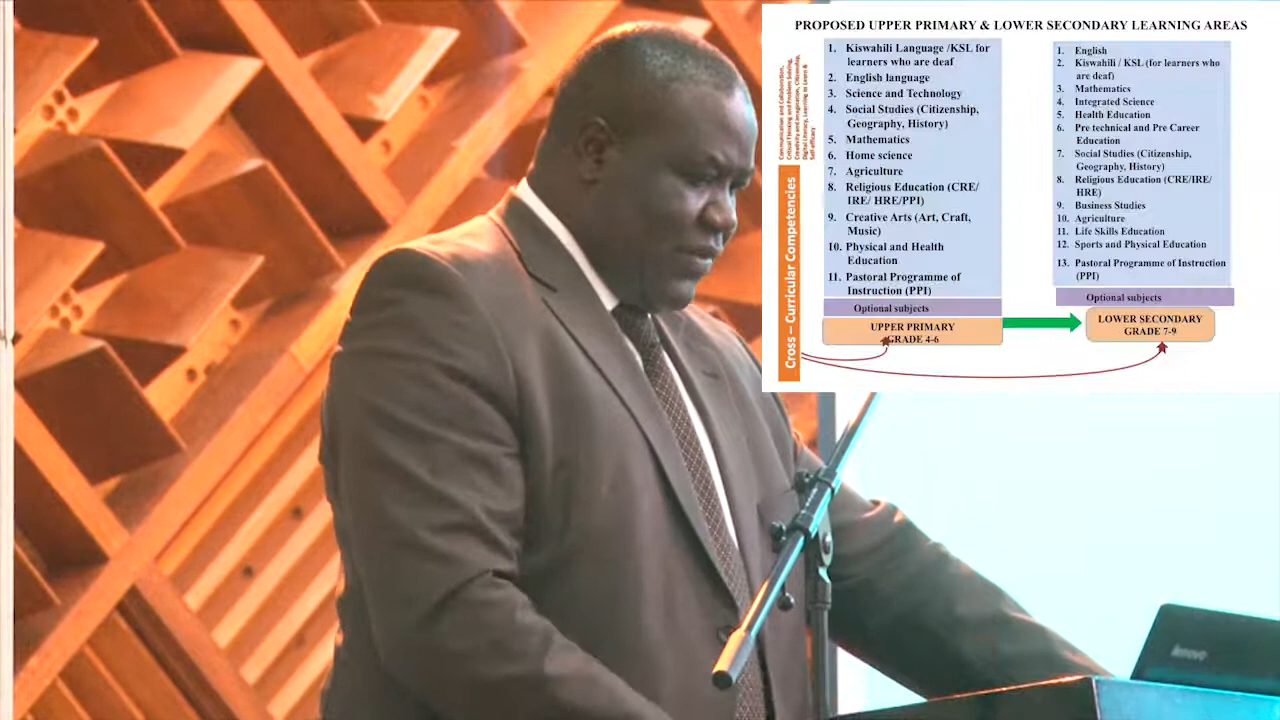 PROPOSED UPPER PRIMARY & LOWER SECONDARY LEARNING AREAS
Communication and Collaboration,
Critical Thinking and Problem Solving,
Creativity and Imagination, Citizenship,
Digital Literacy, Learning to Learn &
Self-efficacy
Cross – Curricular Competencies
1. Kiswahili Language /KSL for
learners who are deaf
2. English language
3. Science and Technology
4. Social Studies (Citizenship,
Geography, History)
5. Mathematics
6. Home science
7. Agriculture
8. Religious Education (CRE/
IRE/ HRE/PPI)
9. Creative Arts (Art, Craft,
Music)
10. Physical and Health
Education
11. Pastoral Programme of
Instruction (PPI)
Optional subjects
UPPER PRIMARY
GRADE 4-6
1. English
2. Kiswahili / KSL (for learners who
are deaf)
3. Mathematics
4. Integrated Science
5. Health Education
6. Pre technical and Pre Career
Education
7. Social Studies (Citizenship,
Geography, History)
8. Religious Education (CRE/IRE/
HRE)
9. Business Studies
10. Agriculture
11. Life Skills Education
12. Sports and Physical Education
13. Pastoral Programme of Instruction
(PPI)
Optional subjects
LOWER SECONDARY
GRADE 7-9
lenovo